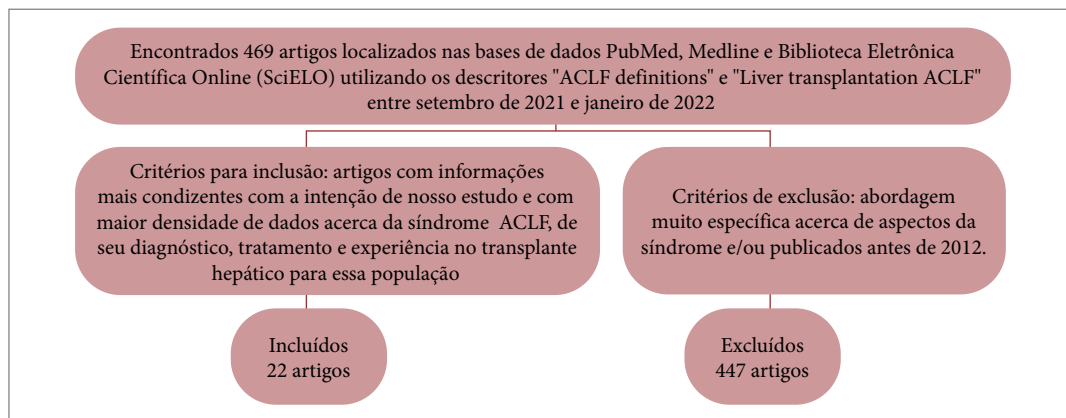 Encontrados 469 artigos localizados nas bases de dados PubMed, Medline e Biblioteca Eletrônica
Científica Online (SciELO) utilizando os descritores "ACLF definitions" e "Liver transplantation ACLF"
entre setembro de 2021 e janeiro de 2022
Critérios para inclusão: artigos com informações
mais condizentes com a intenção de nosso estudo e com
maior densidade de dados acerca da síndrome ACLF, de
seu diagnóstico, tratamento e experiência no transplante
hepático para essa população
Critérios de exclusão: abordagem
muito específica acerca de aspectos da
síndrome e/ou publicados antes de 2012.
Incluídos
22 artigos
Excluídos
447 artigos